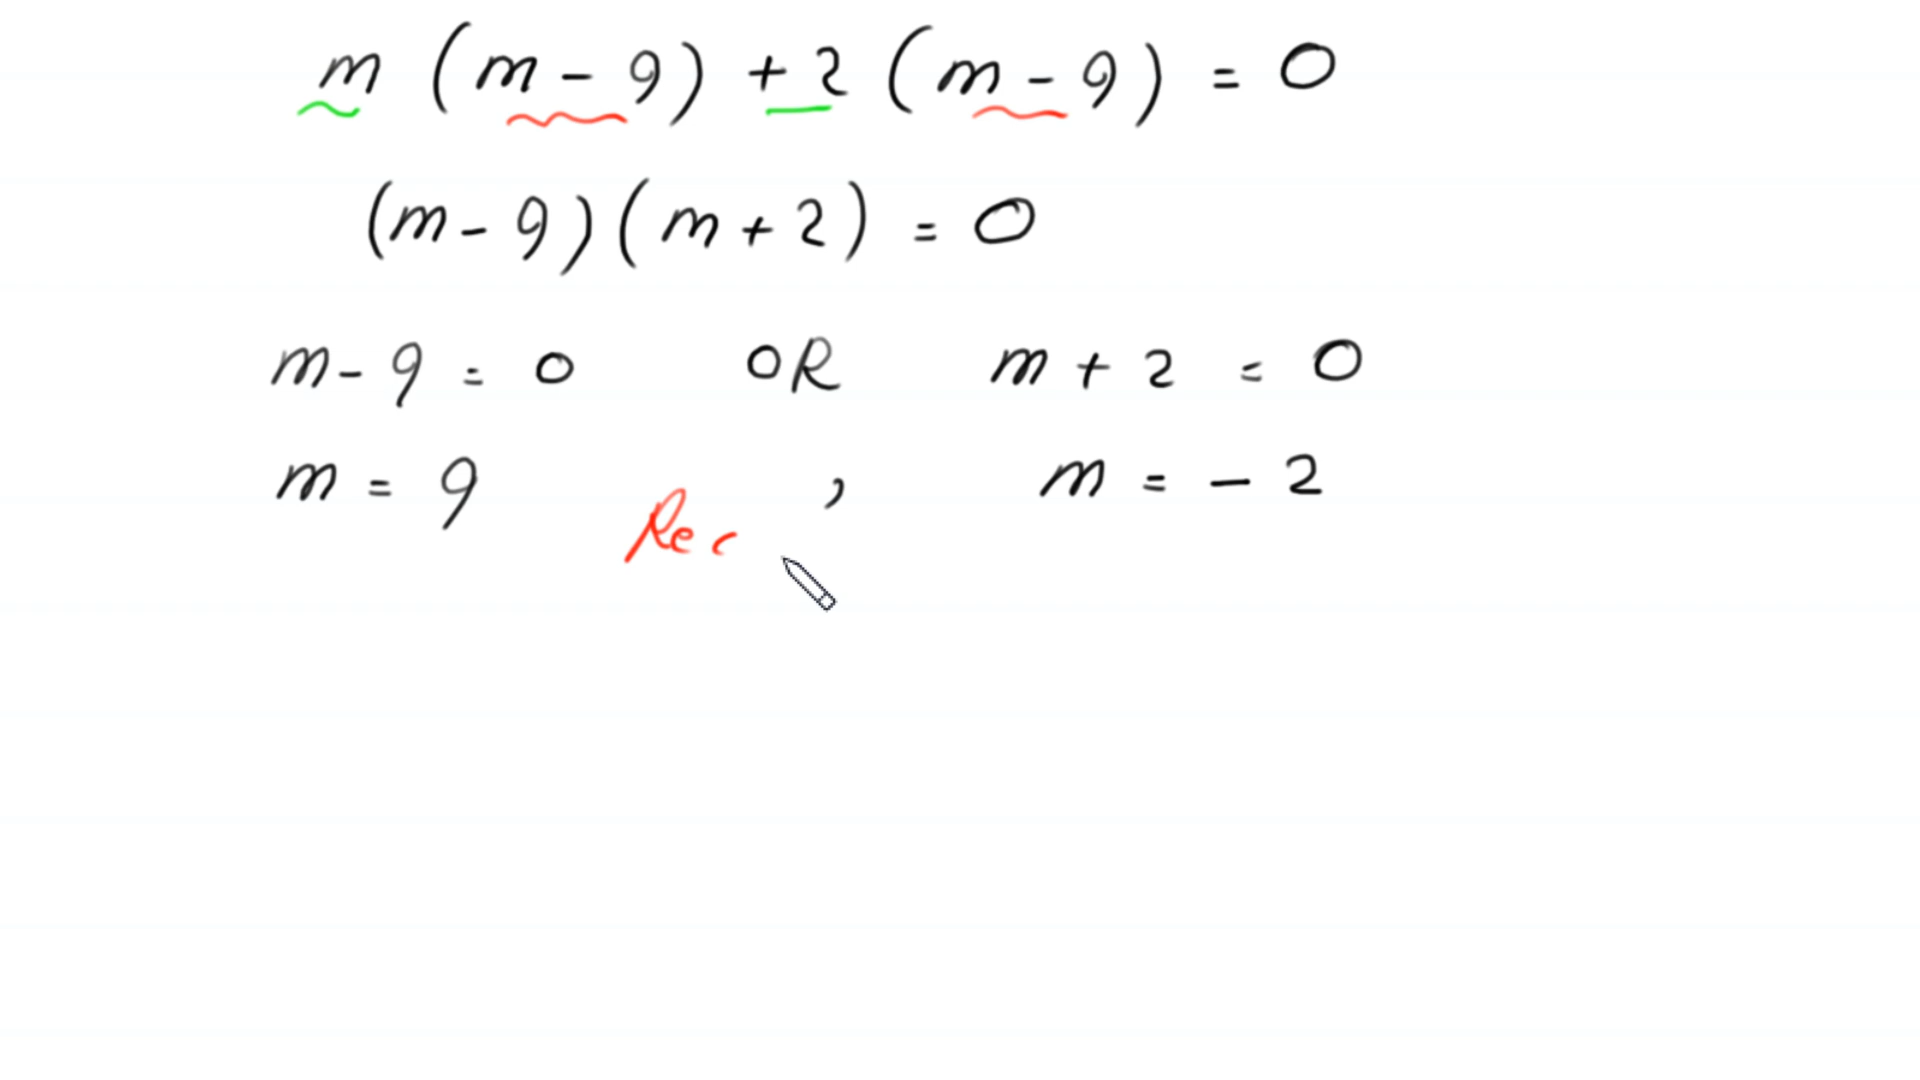 m (m - 9) + 2 (m - 9) = 0
(m - 9) (m + 2) = 0
m - 9 = 0 OR m + 2 = 0
m = 9 , m = - 2
Rec